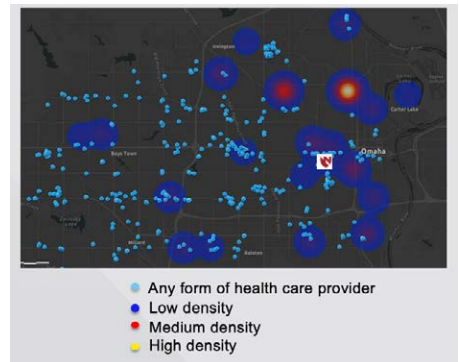 Irvington
Carter Lake
Omaha
Boys Town
Millard
Ralston
Any form of health care provider
Low density
Medium density
High density